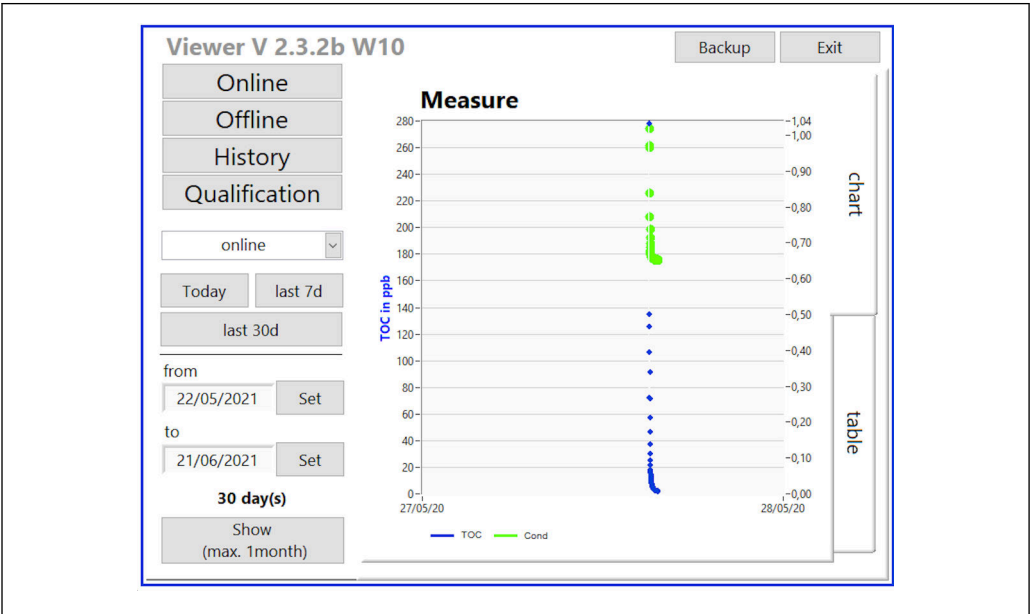 Viewer V 2.3.2b W10
Backup
Exit
Online
Offline
History
Qualification
online
Today
last 7d
last 30d
from
22/05/2021
Set
to
21/06/2021
Set
30 day(s)
Show
(max. 1month)
Measure
TOC in ppb
280
260
240
220
200
180
160
140
120
100
80
60
40
20
0
1,04
1,00
0,90
0,80
0,70
0,60
0,50
0,40
0,30
0,20
0,10
0,00
27/05/20
28/05/20
TOC
Cond
chart
table